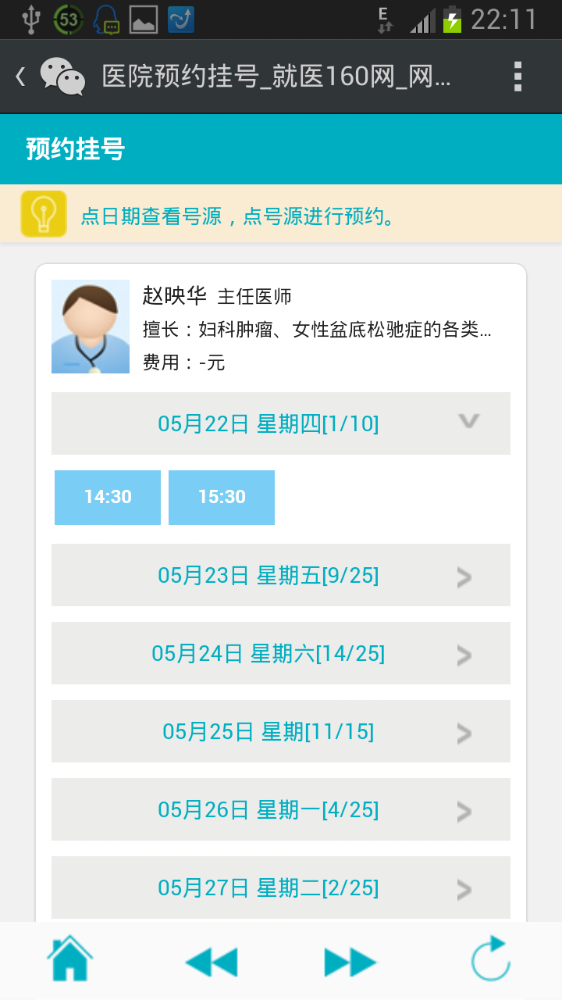 53
E
22:11
医院预约挂号_就医160网_网...
预约挂号
点日期查看号源，点号源进行预约。
赵映华 主任医师
擅长：妇科肿瘤、女性盆底松驰症的各类...
费用：-元
05月22日 星期四[1/10]
14:30 15:30
05月23日 星期五[9/25]
05月24日 星期六[14/25]
05月25日 星期[11/15]
05月26日 星期一[4/25]
05月27日 星期二[2/25]